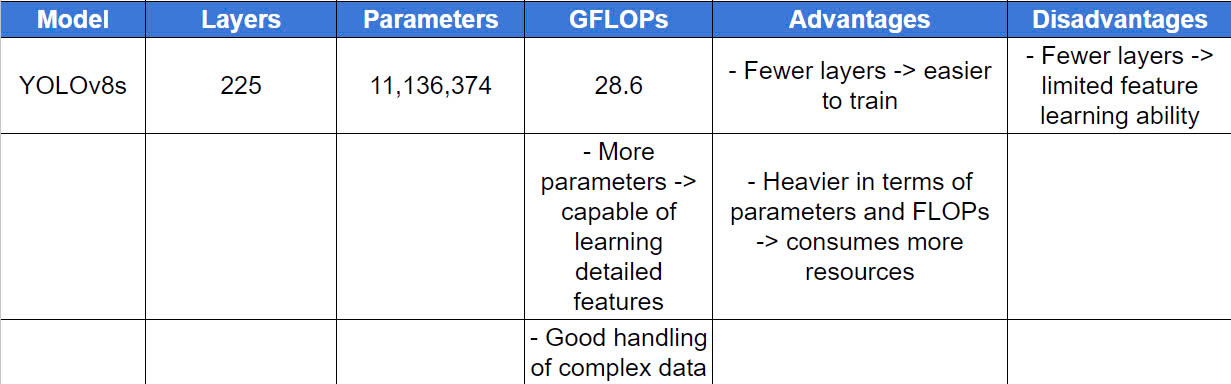 Model Layers Parameters GFLOPs Advantages Disadvantages
YOLOv8s
225
11,136,374
28.6
- Fewer layers -> easier
to train
- Fewer layers ->
limited feature
learning ability
- More
parameters ->
capable of
learning
detailed
features
- Heavier in terms of
parameters and FLOPs
-> consumes more
resources
- Good handling
of complex data